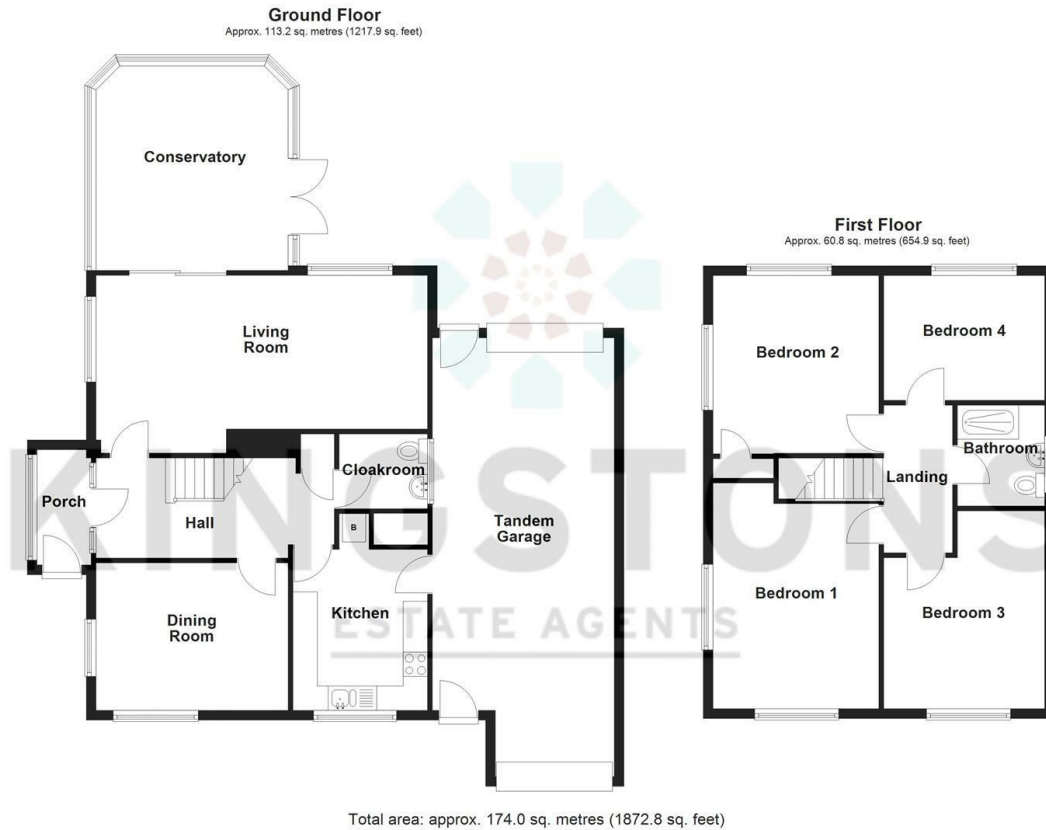 Ground Floor
Approx. 113.2 sq. metres (1217.9 sq. feet)
Conservatory
Living
Room
Cloakroom
Porch
Hall
B
Tandem
Garage
Dining
Room
Kitchen
First Floor
Approx. 60.8 sq. metres (654.9 sq. feet)
Bedroom 2
Bedroom 4
Bathroom
Landing
Bedroom 1
Bedroom 3
KINGSTONS
ESTATE AGENTS
Total area: approx. 174.0 sq. metres (1872.8 sq. feet)